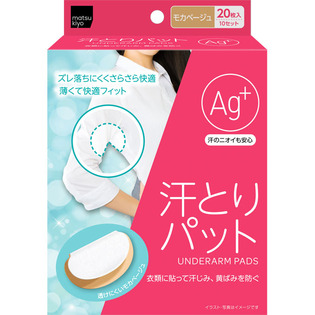 matsu
kiyo
モカベージュ
20枚入
10セット
ズレ落ちにくくさらさら快適
薄くて快適フィット
Ag+
汗のニオイも安心
汗とり
パット
UNDERARM PADS
衣類に貼って汗じみ、黄ばみを防ぐ
透けにくいモカベージュ
イラスト・写真はイメージです